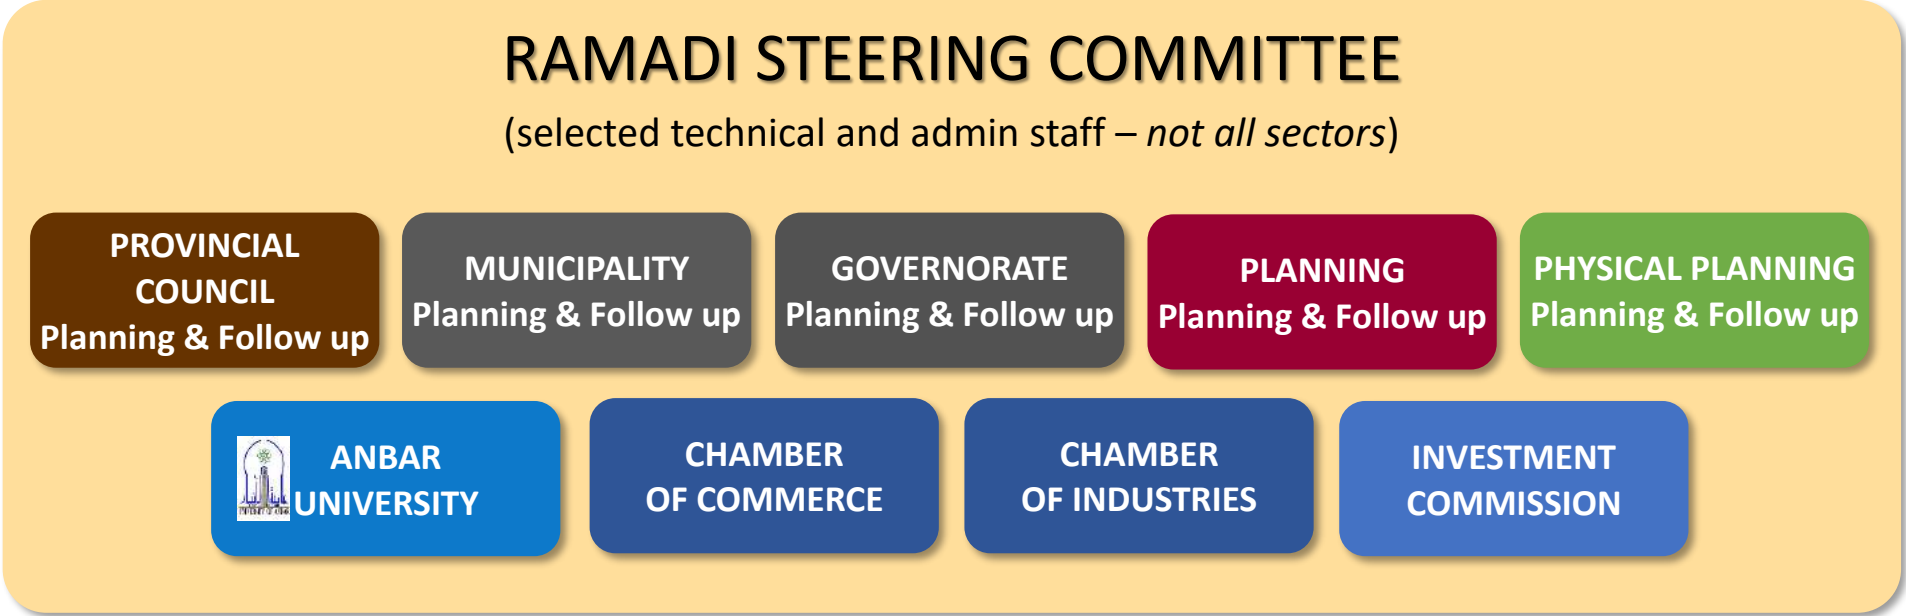 RAMADI STEERING COMMITTEE
(selected technical and admin staff – not all sectors)
PROVINCIAL
COUNCIL
Planning & Follow up
MUNICIPALITY
Planning & Follow up
GOVERNORATE
Planning & Follow up
PLANNING
Planning & Follow up
PHYSICAL PLANNING
Planning & Follow up
ANBAR
UNIVERSITY
CHAMBER
OF COMMERCE
CHAMBER
OF INDUSTRIES
INVESTMENT
COMMISSION